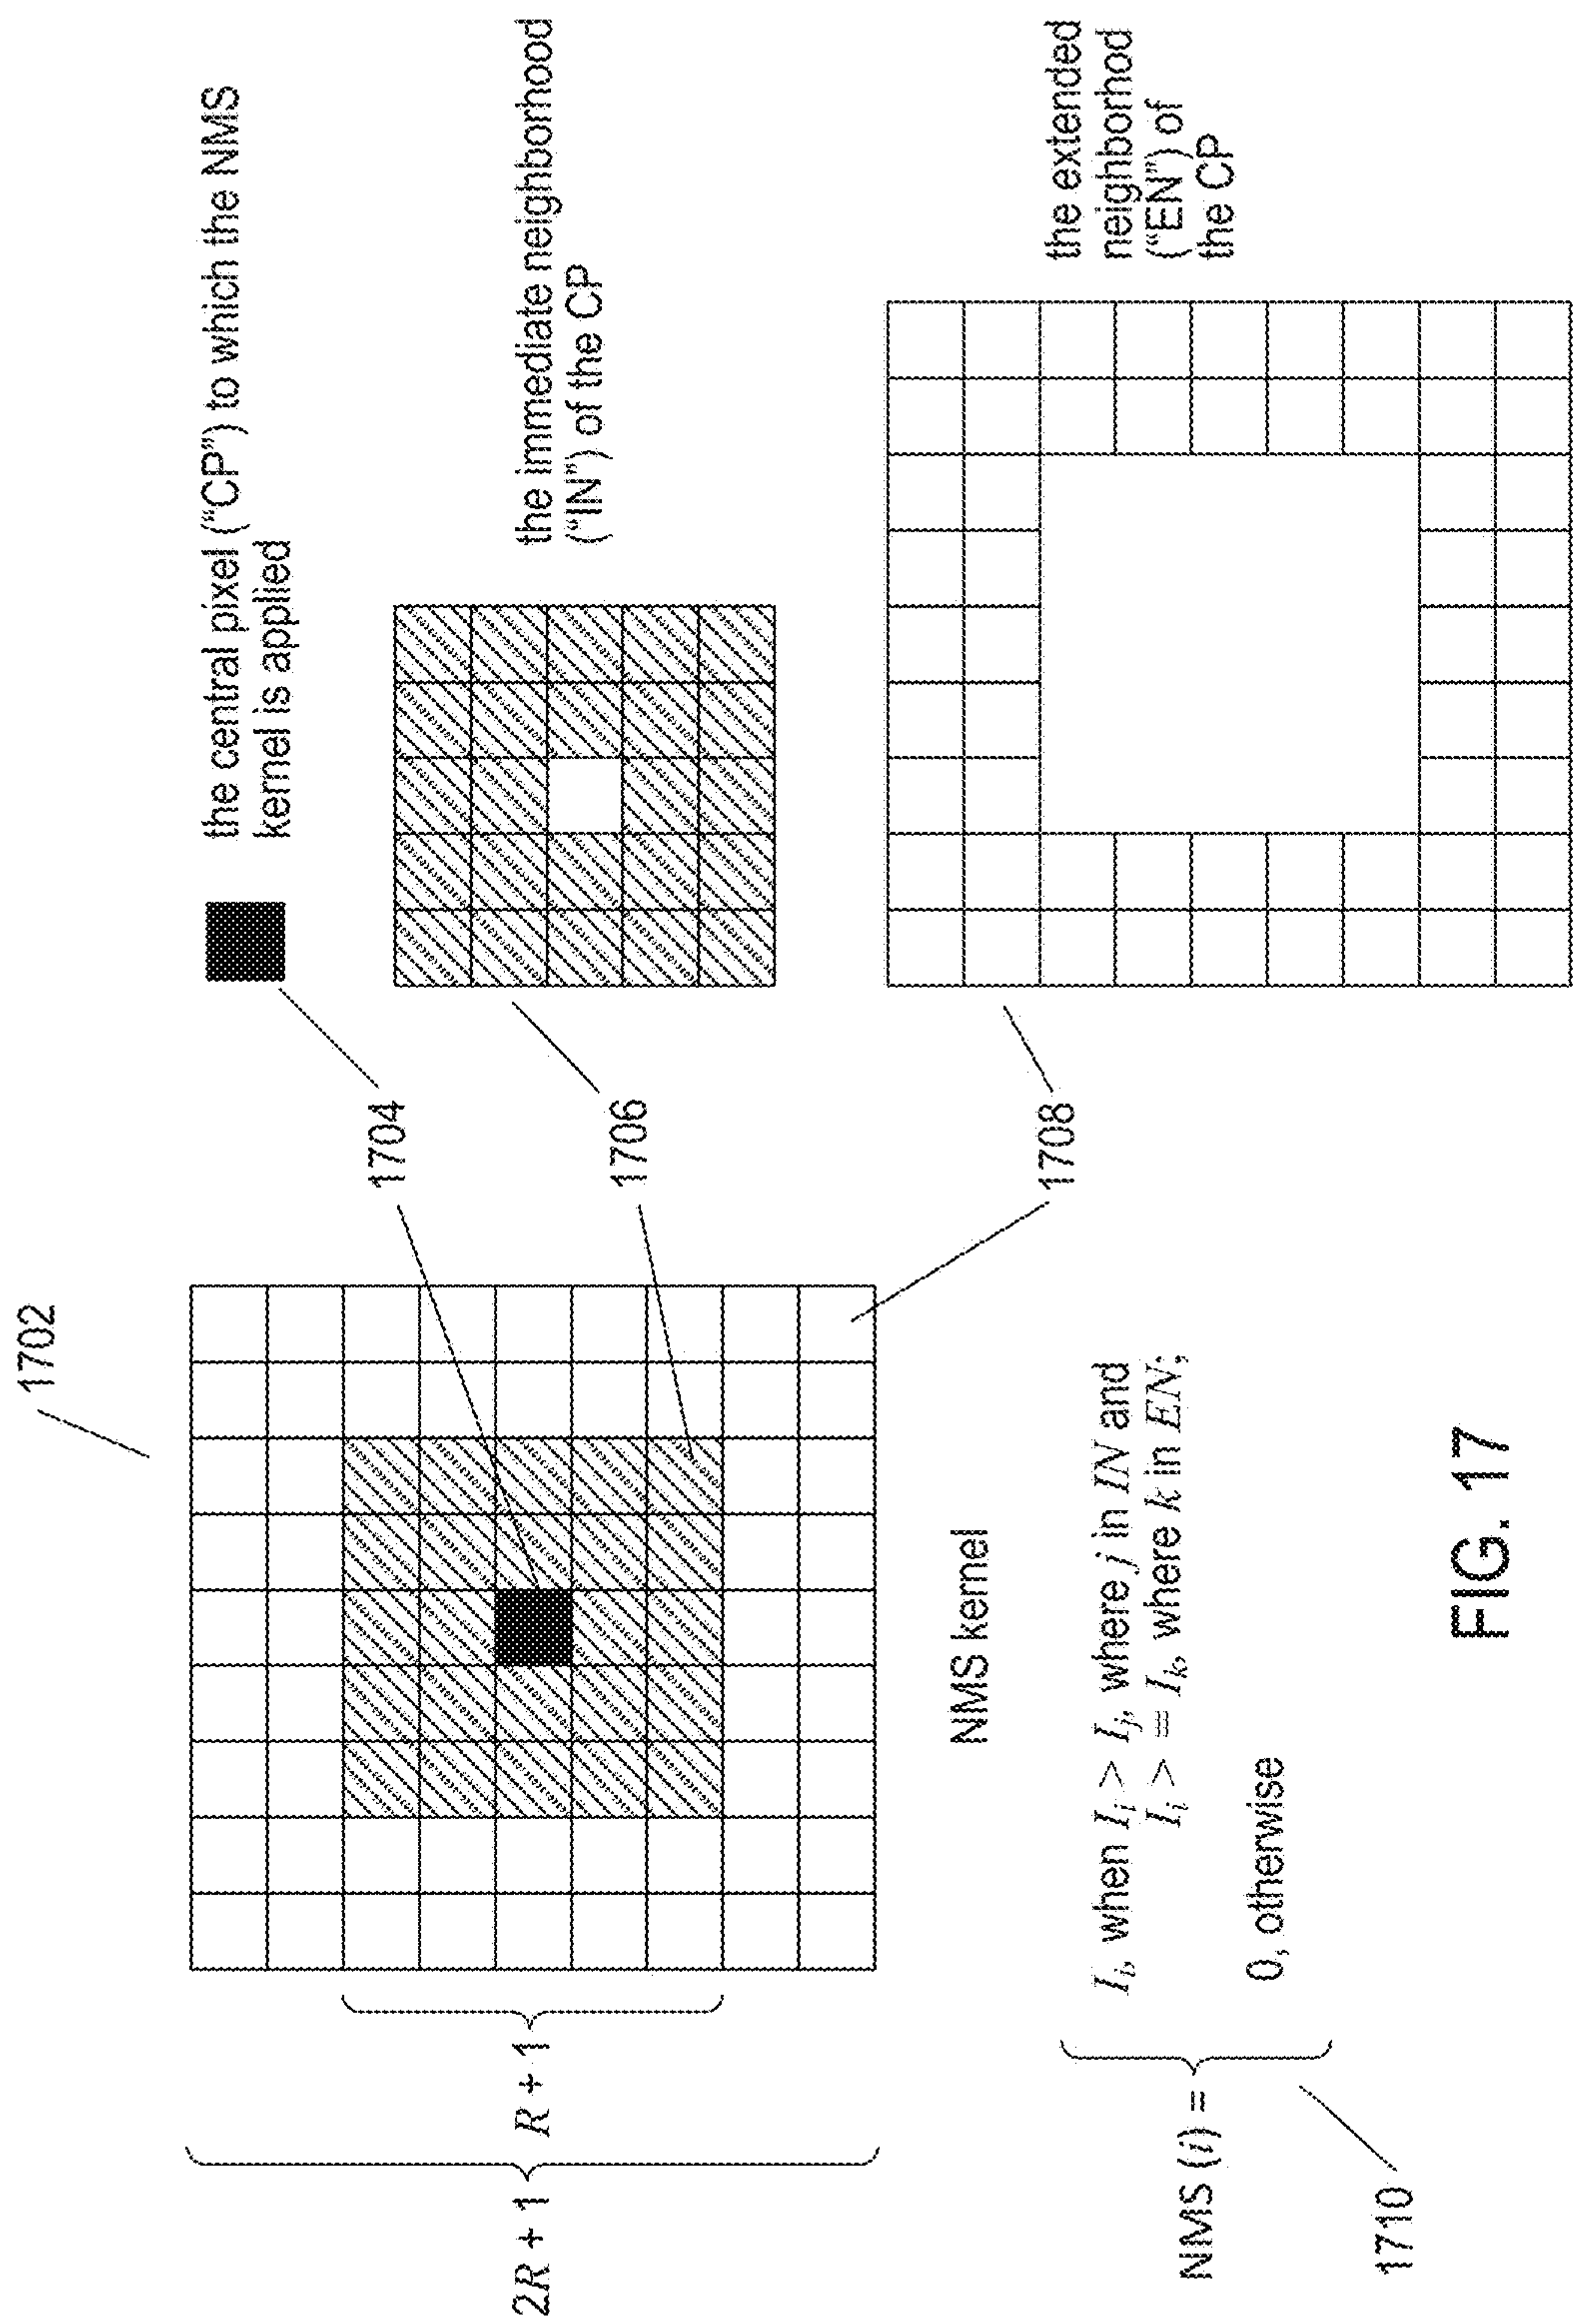 1702
2R + 1
R + 1
1704
the central pixel ("CP") to which the NMS
kernel is applied
1706
the immediate neighborhood
("IN") of the CP
1708
the extended
neighborhod
("EN") of
the CP
NMS kernel
NMS (i) =
I_i, when I_i > I_j, where j in IN and
I_i > = I_k, where k in EN;
0, otherwise
1710
FIG. 17